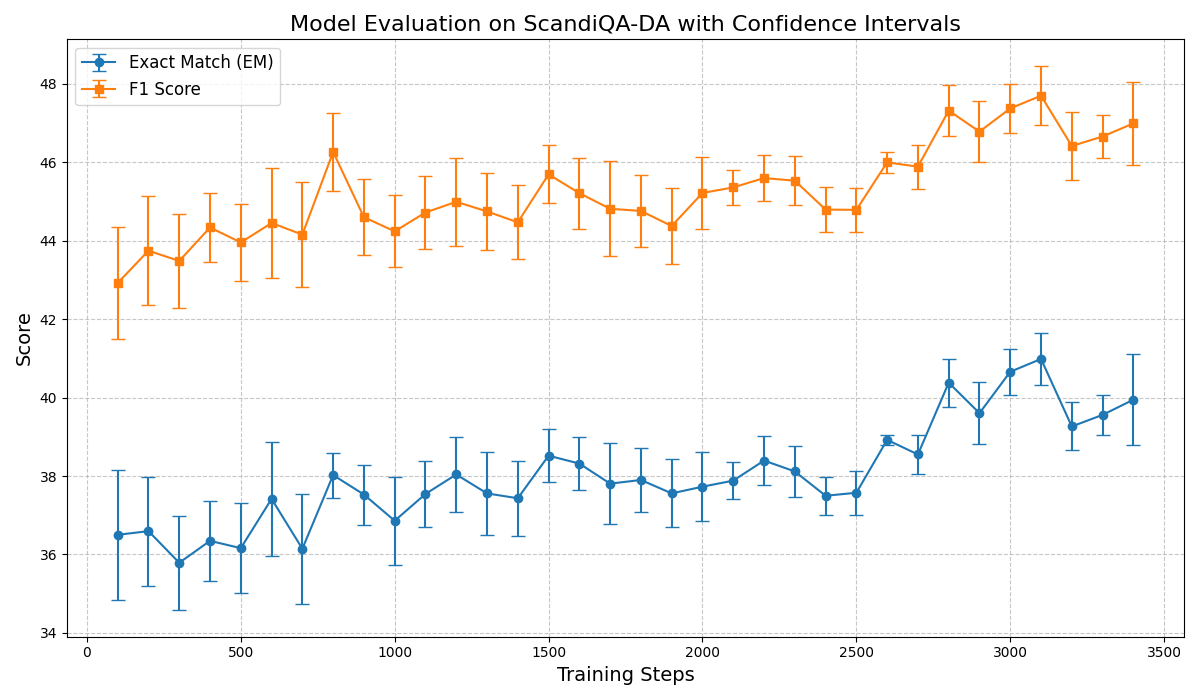 Model Evaluation on ScandiQA-DA with Confidence Intervals
Exact Match (EM)
F1 Score
Score
48
46
44
42
40
38
36
34
0 500 1000 1500 2000 2500 3000 3500
Training Steps